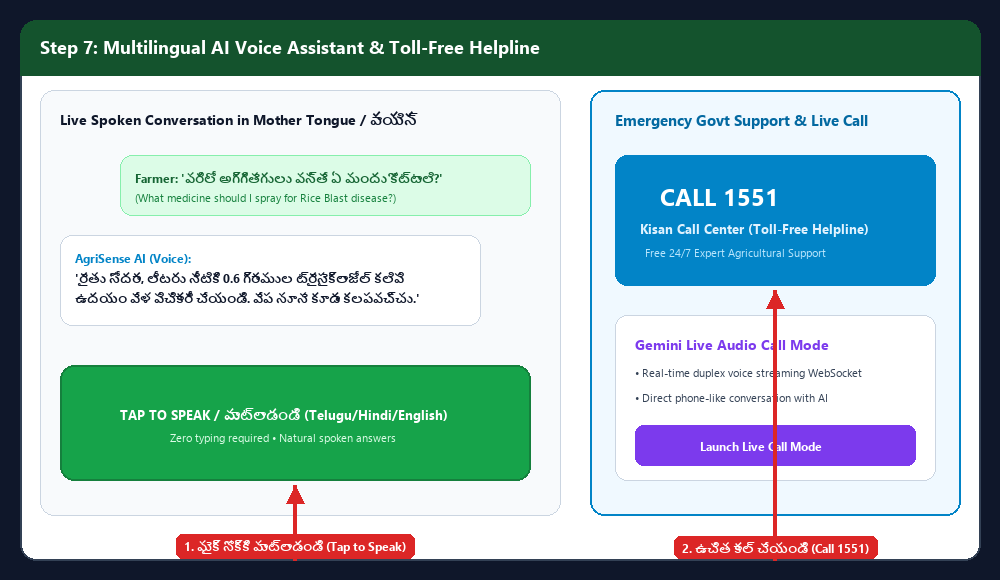 Step 7: Multilingual AI Voice Assistant & Toll-Free Helpline
Live Spoken Conversation in Mother Tongue / వాయిస్
Farmer: 'వరిలో అగ్గితెగులు వస్తే ఏ మందు కొట్టాలి?'
(What medicine should I spray for Rice Blast disease?)
AgriSense AI (Voice):
'రైతు సోదరా, లీటరు నీటికి 0.6 గ్రాముల ట్రైసైక్లాజోల్ కలిపి
ఉదయం వేళ పిచికారీ చేయండి. వేప నూనె కూడా కలపవచ్చు.'
TAP TO SPEAK / మాట్లాడండి (Telugu/Hindi/English)
Zero typing required • Natural spoken answers
1. మైక్ నొక్కి మాట్లాడండి (Tap to Speak)
Emergency Govt Support & Live Call
CALL 1551
Kisan Call Center (Toll-Free Helpline)
Free 24/7 Expert Agricultural Support
Gemini Live Audio Call Mode
• Real-time duplex voice streaming WebSocket
• Direct phone-like conversation with AI
Launch Live Call Mode
2. ఉచిత కాల్ చేయండి (Call 1551)